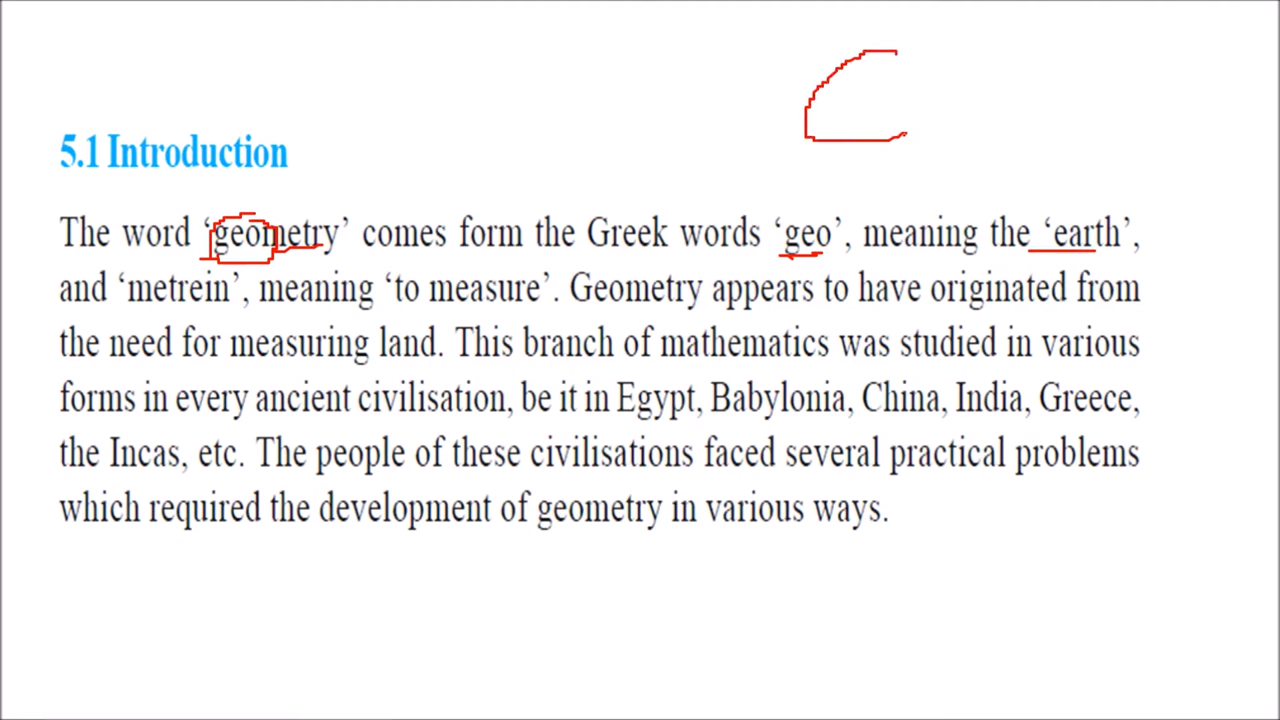 5.1 Introduction
The word ‘geometry’ comes form the Greek words ‘geo’, meaning the ‘earth’,
and ‘metrein’, meaning ‘to measure’. Geometry appears to have originated from
the need for measuring land. This branch of mathematics was studied in various
forms in every ancient civilisation, be it in Egypt, Babylonia, China, India, Greece,
the Incas, etc. The people of these civilisations faced several practical problems
which required the development of geometry in various ways.